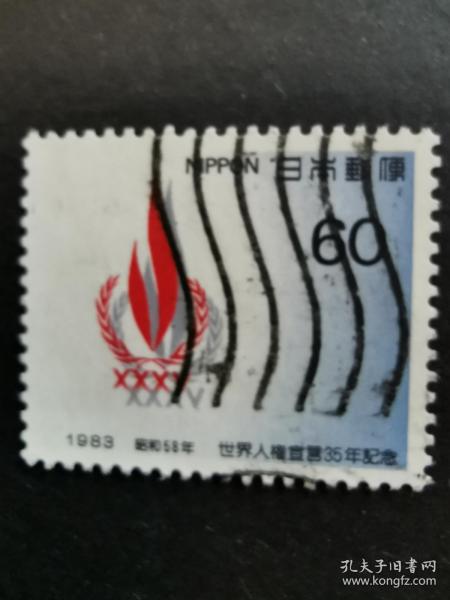 NIPPON 日本郵便
60
XXXV
XXXV
1983 昭和58年 世界人権宣言35年記念
孔夫子旧书网
www.kongfz.com